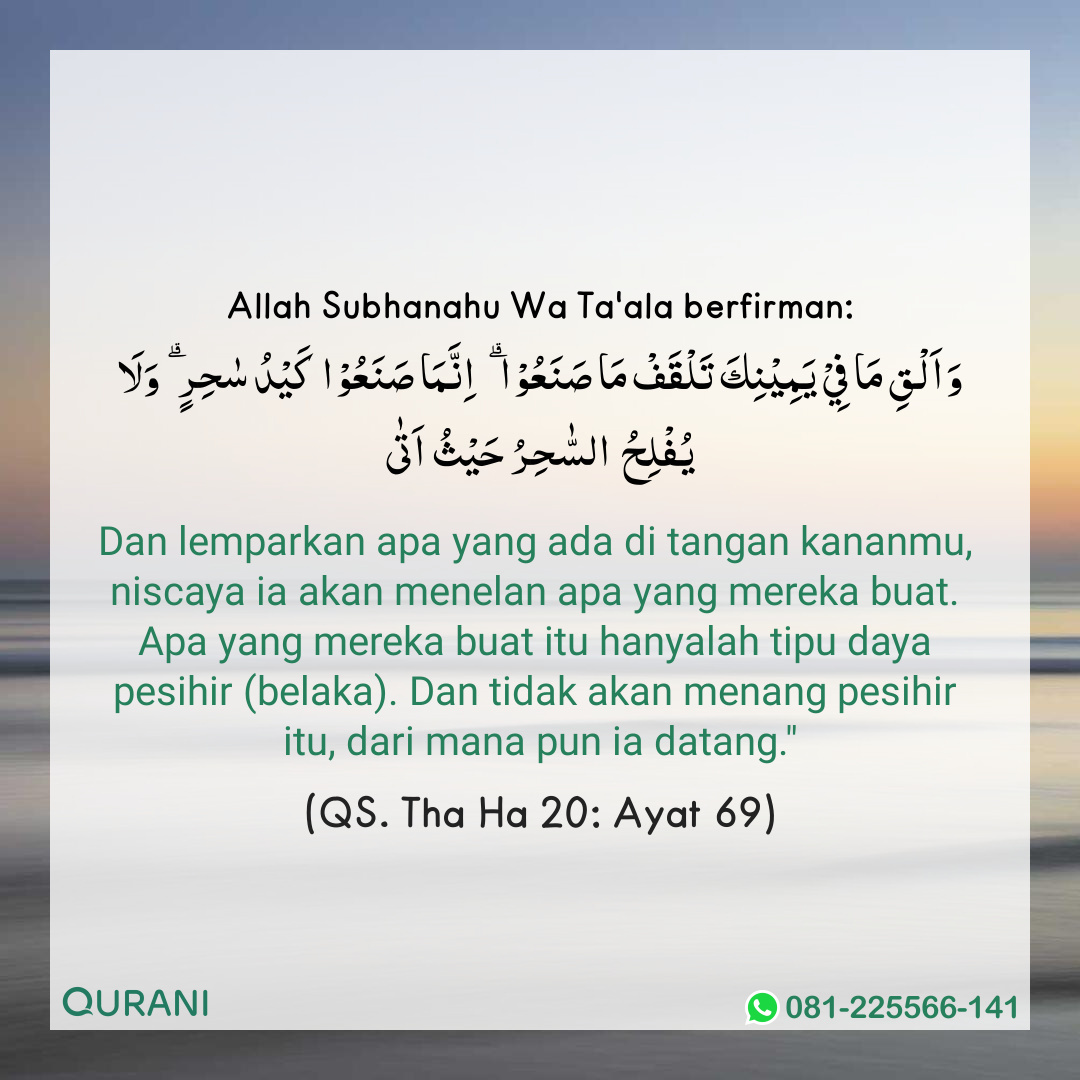 Allah Subhanahu Wa Ta'ala berfirman:
وَاَلْقِ مَا فِيْ يَمِيْنِكَ تَلْقَفْ مَا صَنَعُوْاۗ اِنَّمَا صَنَعُوْا كَيْدُ سٰحِرٍۗ وَلَا
يُفْلِحُ السّٰحِرُ حَيْثُ اَتٰى
Dan lemparkan apa yang ada di tangan kananmu,
niscaya ia akan menelan apa yang mereka buat.
Apa yang mereka buat itu hanyalah tipu daya
pesihir (belaka). Dan tidak akan menang pesihir
itu, dari mana pun ia datang."
(QS. Tha Ha 20: Ayat 69)
QURANI
081-225566-141